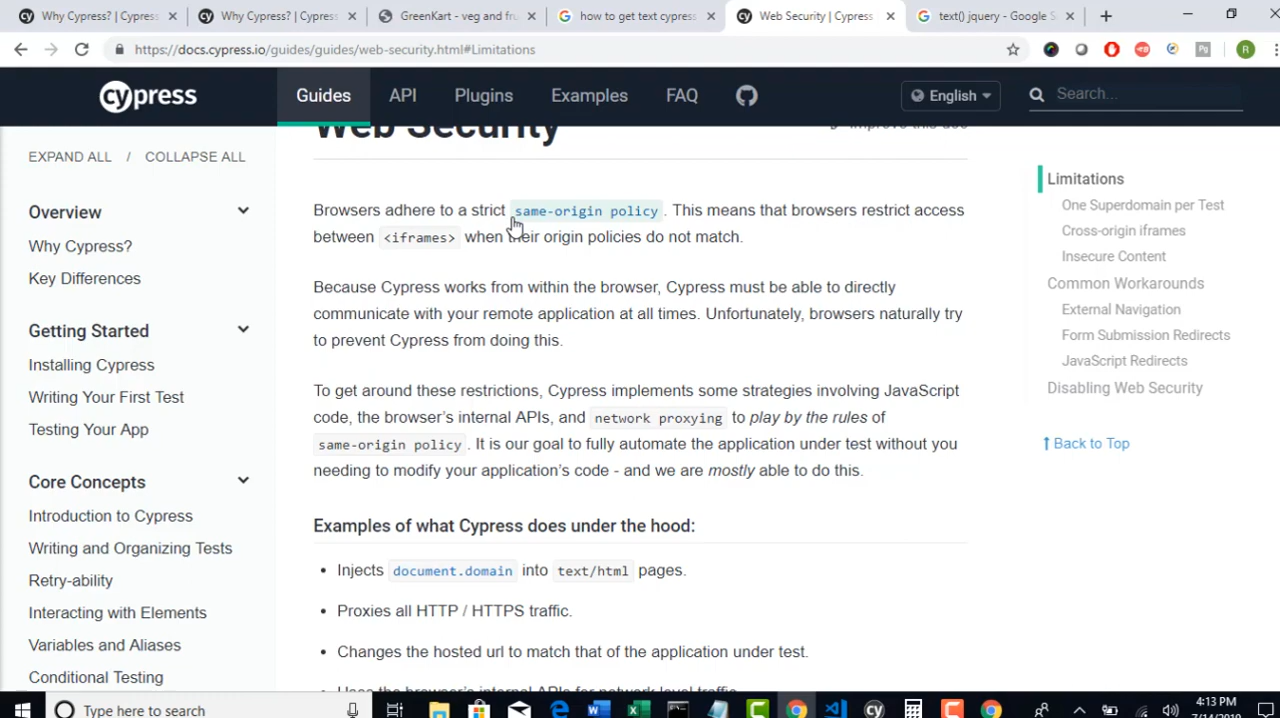 Why Cypress? | Cypress
Why Cypress? | Cypress
GreenKart - veg and fru
how to get text cypress
Web Security | Cypress
text() jquery - Google S
https://docs.cypress.io/guides/guides/web-security.html#Limitations
cypress
Guides
API
Plugins
Examples
FAQ
English
Search...
EXPAND ALL / COLLAPSE ALL
Overview
Why Cypress?
Key Differences
Getting Started
Installing Cypress
Writing Your First Test
Testing Your App
Core Concepts
Introduction to Cypress
Writing and Organizing Tests
Retry-ability
Interacting with Elements
Variables and Aliases
Conditional Testing
Web Security
Improve this doc
Browsers adhere to a strict same-origin policy. This means that browsers restrict access
between <iframes> when their origin policies do not match.
Because Cypress works from within the browser, Cypress must be able to directly
communicate with your remote application at all times. Unfortunately, browsers naturally try
to prevent Cypress from doing this.
To get around these restrictions, Cypress implements some strategies involving JavaScript
code, the browser's internal APIs, and network proxying to play by the rules of
same-origin policy. It is our goal to fully automate the application under test without you
needing to modify your application's code - and we are mostly able to do this.
Examples of what Cypress does under the hood:
• Injects document.domain into text/html pages.
• Proxies all HTTP / HTTPS traffic.
• Changes the hosted url to match that of the application under test.
• Uses the browser's internal APIs for network level traffic.
Limitations
One Superdomain per Test
Cross-origin iframes
Insecure Content
Common Workarounds
External Navigation
Form Submission Redirects
JavaScript Redirects
Disabling Web Security
Back to Top
Type here to search
4:13 PM